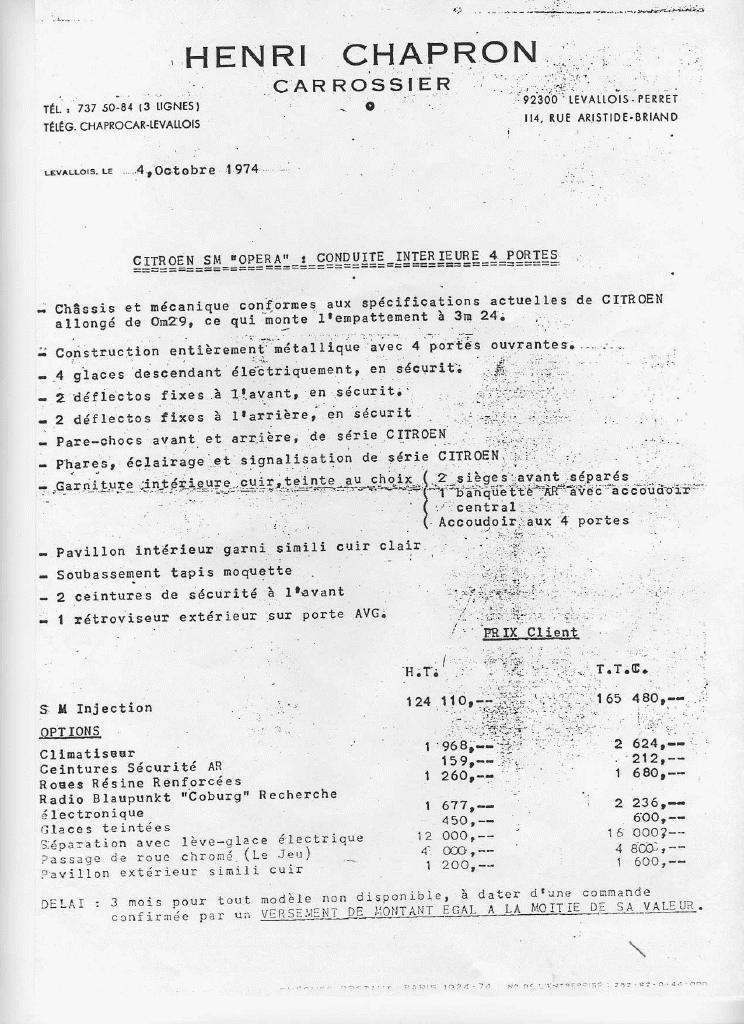 HENRI CHAPRON
CARROSSIER
TÉL : 737 50-84 (3 LIGNES)
TÉLÉG. CHAPROCAR-LEVALLOIS
92300 LEVALLOIS-PERRET
114, RUE ARISTIDE-BRIAND
LEVALLOIS, LE 4,Octobre 1974
CITROEN SM "OPERA" : CONDUITE INTERIEURE 4 PORTES
- Châssis et mécanique conformes aux spécifications actuelles de CITROEN
allongé de 0m29, ce qui monte l'empattement à 3m 24.
- Construction entièrement métallique avec 4 portes ouvrantes.
- 4 glaces descendant électriquement, en sécurit.
- 2 déflectos fixes à l'avant, en sécurit.
- 2 déflectos fixes à l'arrière, en sécurit
- Pare-chocs avant et arrière, de série CITROEN
- Phares, éclairage et signalisation de série CITROEN
- Garniture intérieure cuir,teinte au choix ( 2 sièges avant séparés
( 1 banquette AR avec accoudoir
( central
( Accoudoir aux 4 portes
- Pavillon intérieur garni simili cuir clair
- Soubassement tapis moquette
- 2 ceintures de sécurité à l'avant
- 1 rétroviseur extérieur sur porte AVG.
PRIX Client
H.T. T.T.C.
S M Injection 124 110,-- 165 480,--
OPTIONS
Climatiseur 1 968,-- 2 624,--
Ceintures Sécurité AR 159,-- 212,--
Roues Résine Renforcées 1 260,-- 1 680,--
Radio Blaupunkt "Coburg" Recherche
électronique 1 677,-- 2 236,--
Glaces teintées 450,-- 600,--
Séparation avec lève-glace électrique 12 000,-- 16 000,--
Passage de roue chromé (Le Jeu) 4 000,-- 4 800,--
Pavillon extérieur simili cuir 1 200,-- 1 600,--
DELAI : 3 mois pour tout modèle non disponible, à dater d'une commande
confirmée par un VERSEMENT DE MONTANT EGAL A LA MOITIE DE SA VALEUR.
PARIS 1924-74 NO DE L'ENTREPRISE :